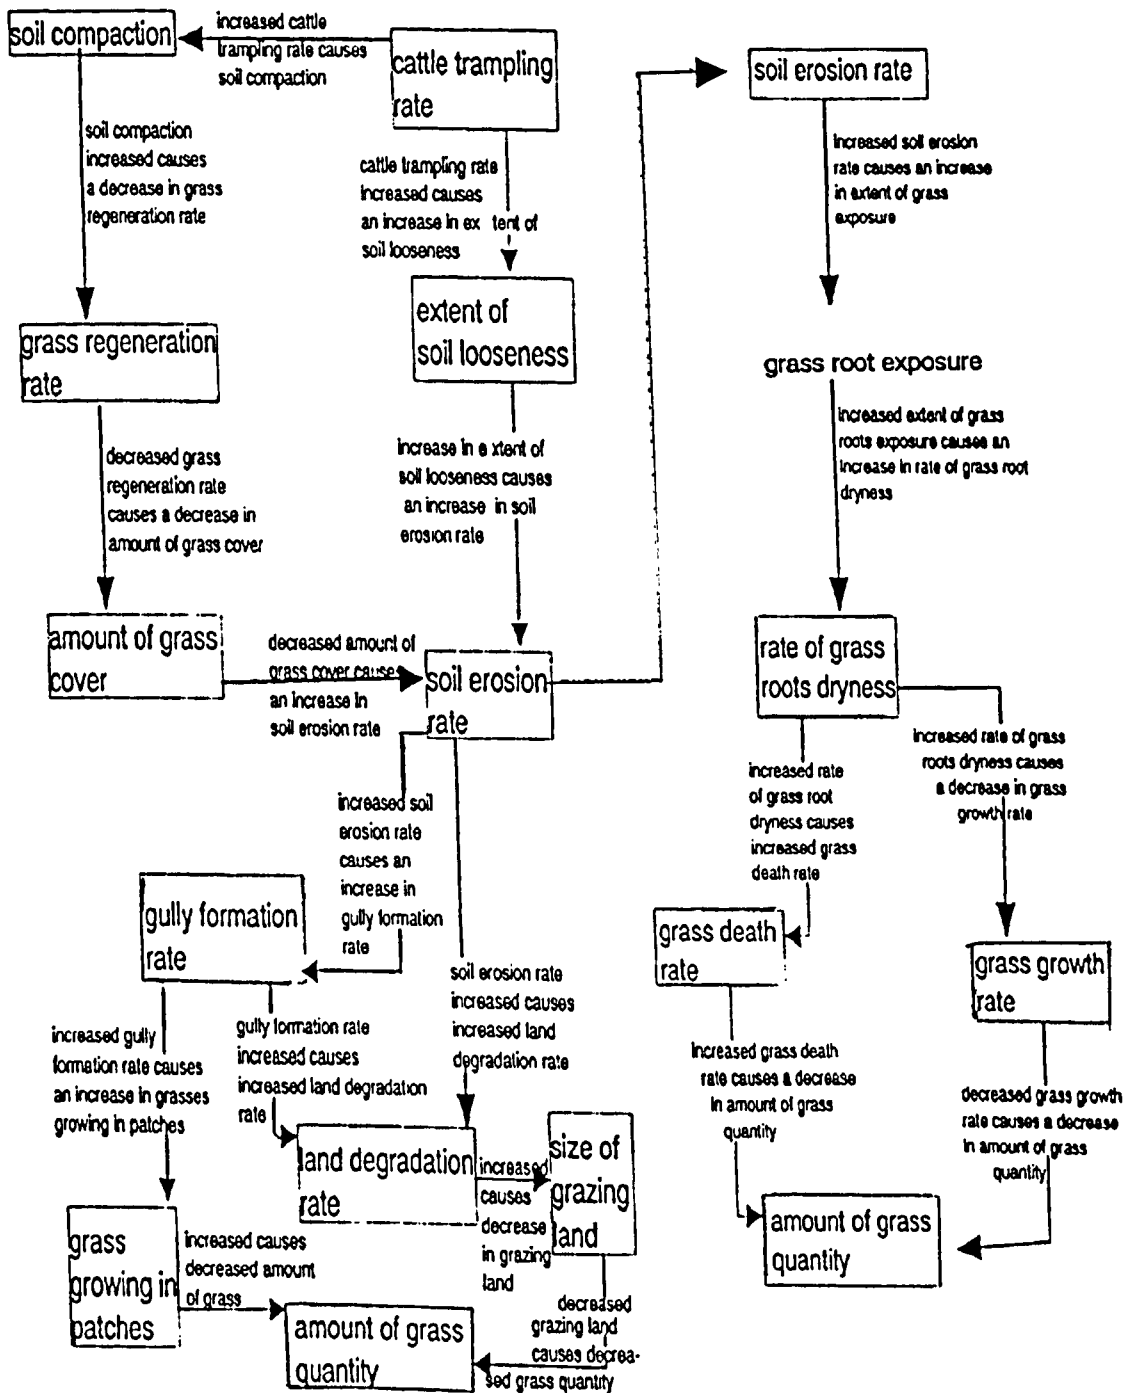 soil compaction
increased cattle
trampling rate causes
soil compaction
cattle trampling
rate
soil erosion rate
soil compaction
increased causes
a decrease in grass
regeneration rate
cattle trampling rate
increased causes
an increase in ex tent of
soil looseness
increased soil erosion
rate causes an increase
in extent of grass
exposure
grass regeneration
rate
extent of
soil looseness
grass root exposure
decreased grass
regeneration rate
causes a decrease in
amount of grass cover
increase in e xtent of
soil looseness causes
an increase in soil
erosion rate
increased extent of grass
roots exposure causes an
increase in rate of grass root
dryness
amount of grass
cover
decreased amount of
grass cover causes
an increase in
soil erosion rate
soil erosion
rate
rate of grass
roots dryness
increased soil
erosion rate
causes an
increase in
gully formation
rate
increased rate
of grass root
dryness causes
increased grass
death rate
increased rate of grass
roots dryness causes
a decrease in grass
growth rate
gully formation
rate
soil erosion rate
increased causes
increased land
degradation rate
grass death
rate
grass growth
rate
increased gully
formation rate causes
an increase in grasses
growing in patches
gully formation rate
increased causes
increased land degradation
rate
increased grass death
rate causes a decrease
in amount of grass
quantity
decreased grass growth
rate causes a decrease
in amount of grass
quantity
land degradation
rate
increased
causes
decrease
in grazing
land
size of
grazing
land
amount of grass
quantity
grass
growing in
patches
increased causes
decreased amount
of grass
amount of grass
quantity
decreased
grazing land
causes decrea-
sed grass quantity